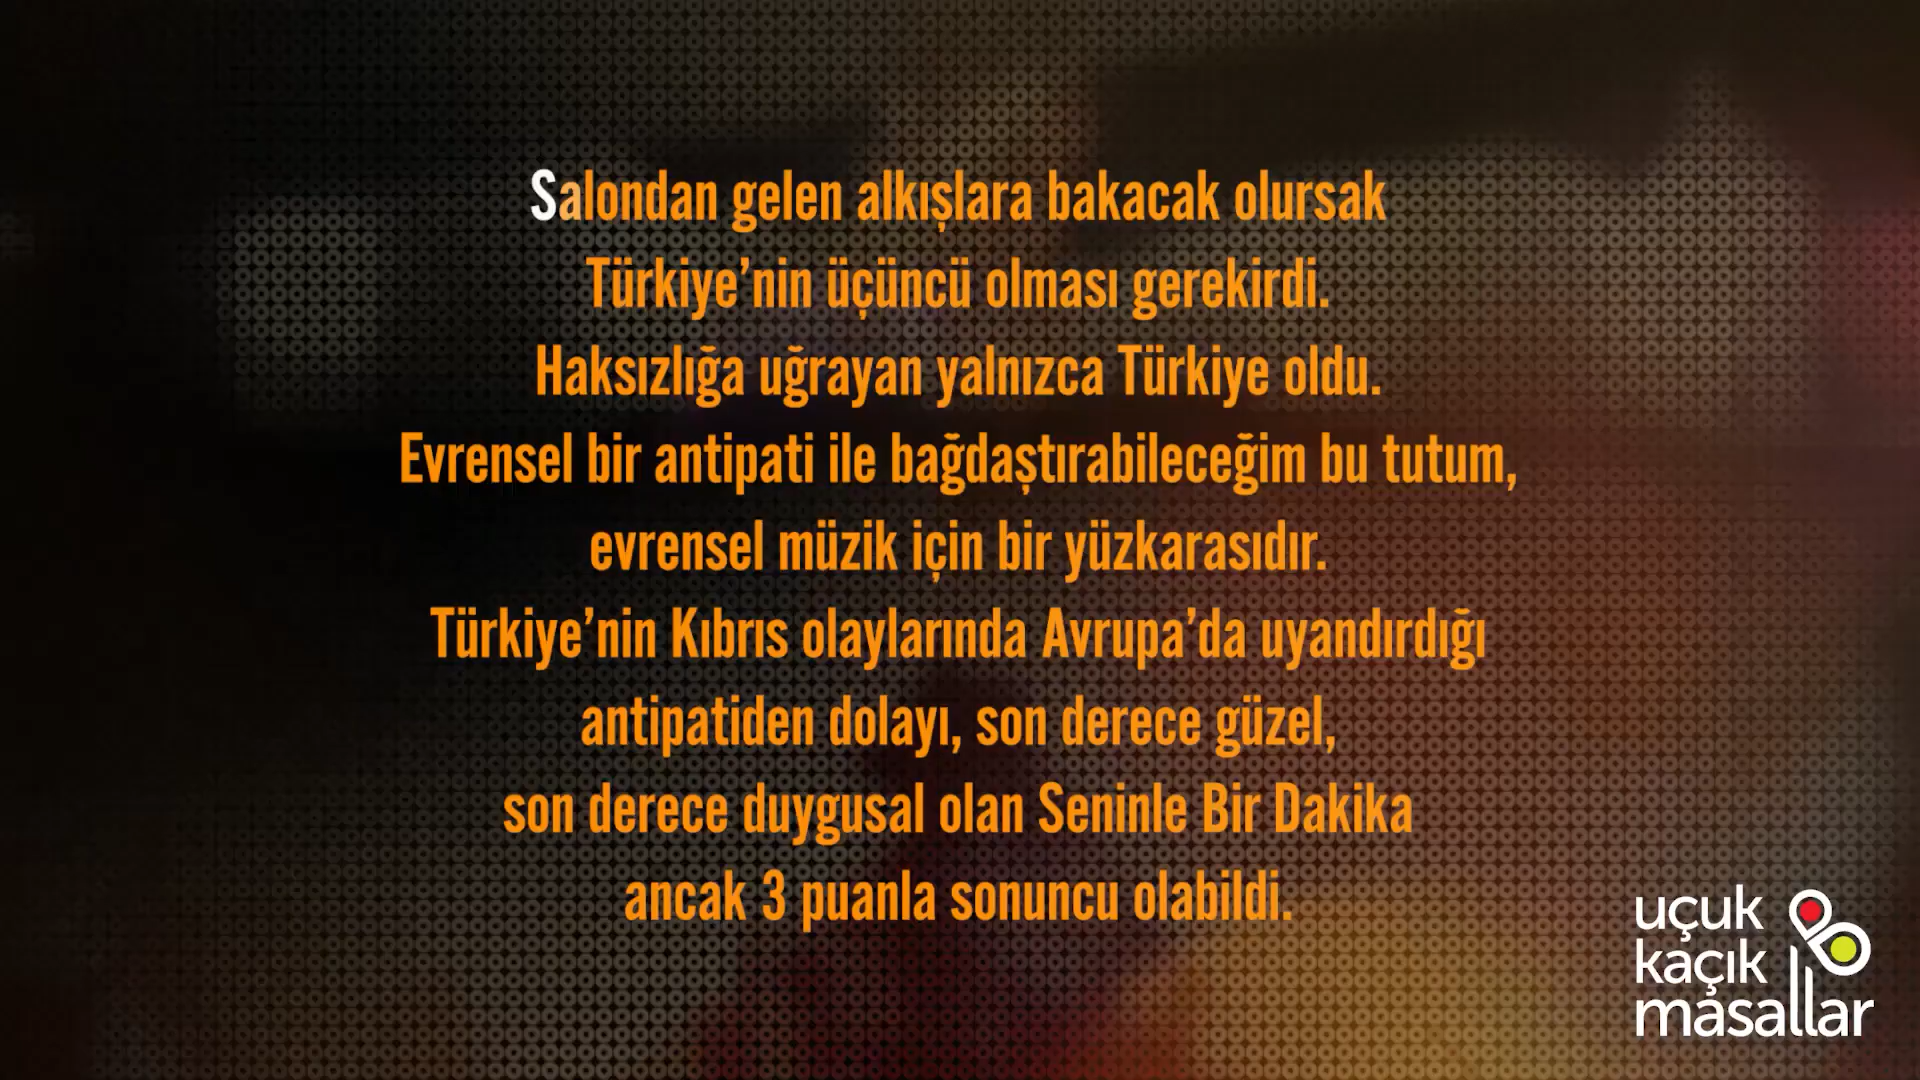 Salondan gelen alkışlara bakacak olursak
Türkiye’nin üçüncü olması gerekirdi.
Haksızlığa uğrayan yalnızca Türkiye oldu.
Evrensel bir antipati ile bağdaştırabileceğim bu tutum,
evrensel müzik için bir yüzkarasıdır.
Türkiye’nin Kıbrıs olaylarında Avrupa’da uyandırdığı
antipatiden dolayı, son derece güzel,
son derece duygusal olan Seninle Bir Dakika
ancak 3 puanla sonuncu olabildi.
uçuk
kaçık
masallar